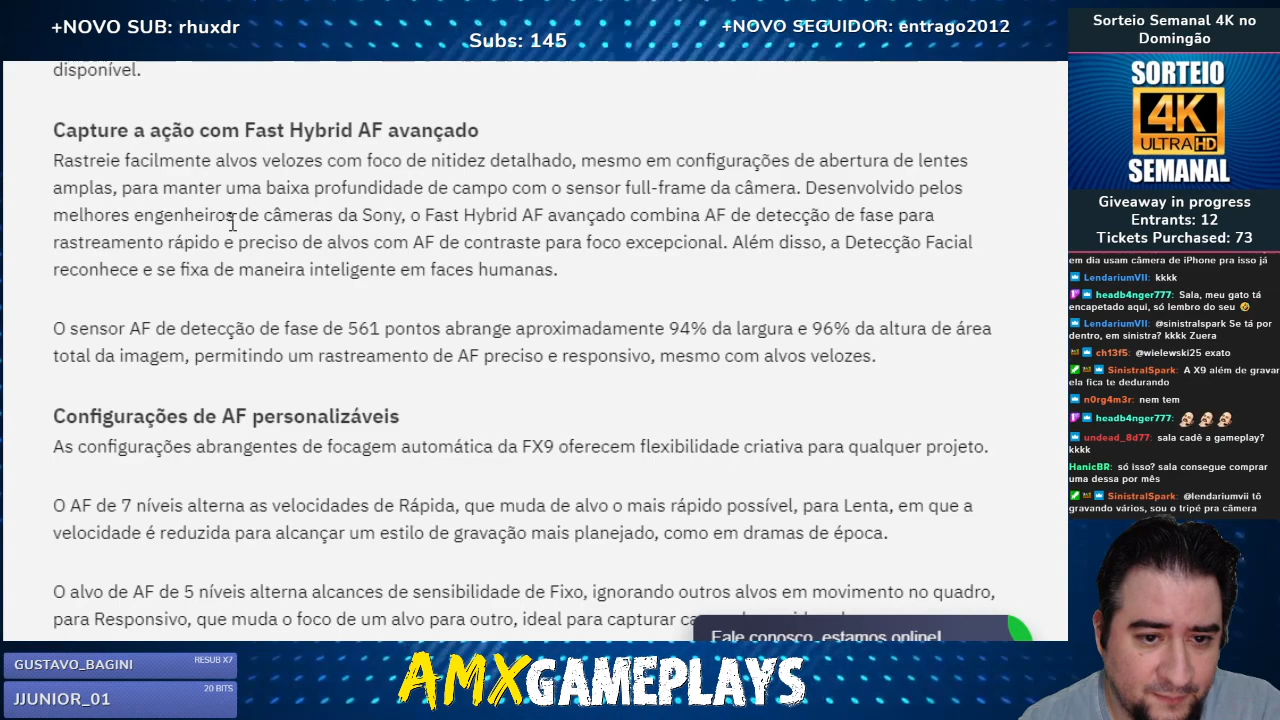 +NOVO SUB: rhuxdr
Subs: 145
+NOVO SEGUIDOR: entrago2012
Sorteio Semanal 4K no
Domingão
SORTEIO
4K
ULTRA HD
SEMANAL
Giveaway in progress
Entrants: 12
Tickets Purchased: 73
disponível.
Capture a ação com Fast Hybrid AF avançado
Rastreie facilmente alvos velozes com foco de nitidez detalhado, mesmo em configurações de abertura de lentes
amplas, para manter uma baixa profundidade de campo com o sensor full-frame da câmera. Desenvolvido pelos
melhores engenheiros de câmeras da Sony, o Fast Hybrid AF avançado combina AF de detecção de fase para
rastreamento rápido e preciso de alvos com AF de contraste para foco excepcional. Além disso, a Detecção Facial
reconhece e se fixa de maneira inteligente em faces humanas.
O sensor AF de detecção de fase de 561 pontos abrange aproximadamente 94% da largura e 96% da altura de área
total da imagem, permitindo um rastreamento de AF preciso e responsivo, mesmo com alvos velozes.
Configurações de AF personalizáveis
As configurações abrangentes de focagem automática da FX9 oferecem flexibilidade criativa para qualquer projeto.
O AF de 7 níveis alterna as velocidades de Rápida, que muda de alvo o mais rápido possível, para Lenta, em que a
velocidade é reduzida para alcançar um estilo de gravação mais planejado, como em dramas de época.
O alvo de AF de 5 níveis alterna alcances de sensibilidade de Fixo, ignorando outros alvos em movimento no quadro,
para Responsivo, que muda o foco de um alvo para outro, ideal para capturar
Fale conosco, estamos online!
em dia usam câmera de iPhone pra isso já
LendariumVII: kkkk
headb4nger777: Sala, meu gato tá
encapetado aqui, só lembro do seu
LendariumVII: @sinistralspark Se tá por
dentro, em sinistra? kkkk Zuera
ch13f5: @wielewski25 exato
SinistralSpark: A X9 além de gravar
ela fica te dedurando
n0rg4m3r: nem tem
headb4nger777:
undead_8d77: sala cadê a gameplay?
kkkk
HanicBR: só isso? sala consegue comprar
uma dessa por mês
SinistralSpark: @lendariumvii tô
gravando vários, sou o tripé pra câmera
GUSTAVO_BAGINI
RESUB X7
JJUNIOR_01
20 BITS
AMXGAMEPLAYS